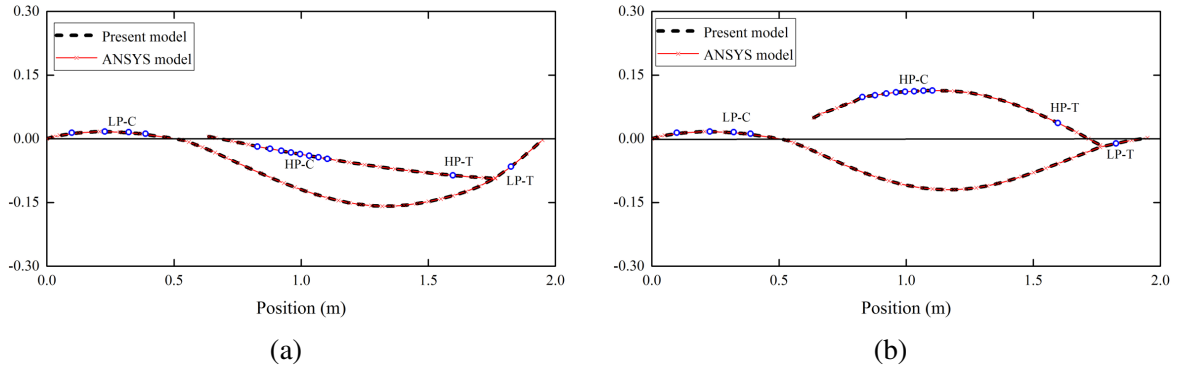 0.30
0.15
0.00
-0.15
-0.30
Present model
ANSYS model
LP-C
HP-C
HP-T
LP-T
0.0
0.5
1.0
1.5
2.0
Position (m)
(a)
0.30
0.15
0.00
-0.15
-0.30
Present model
ANSYS model
HP-C
LP-C
HP-T
LP-T
0.0
0.5
1.0
1.5
2.0
Position (m)
(b)